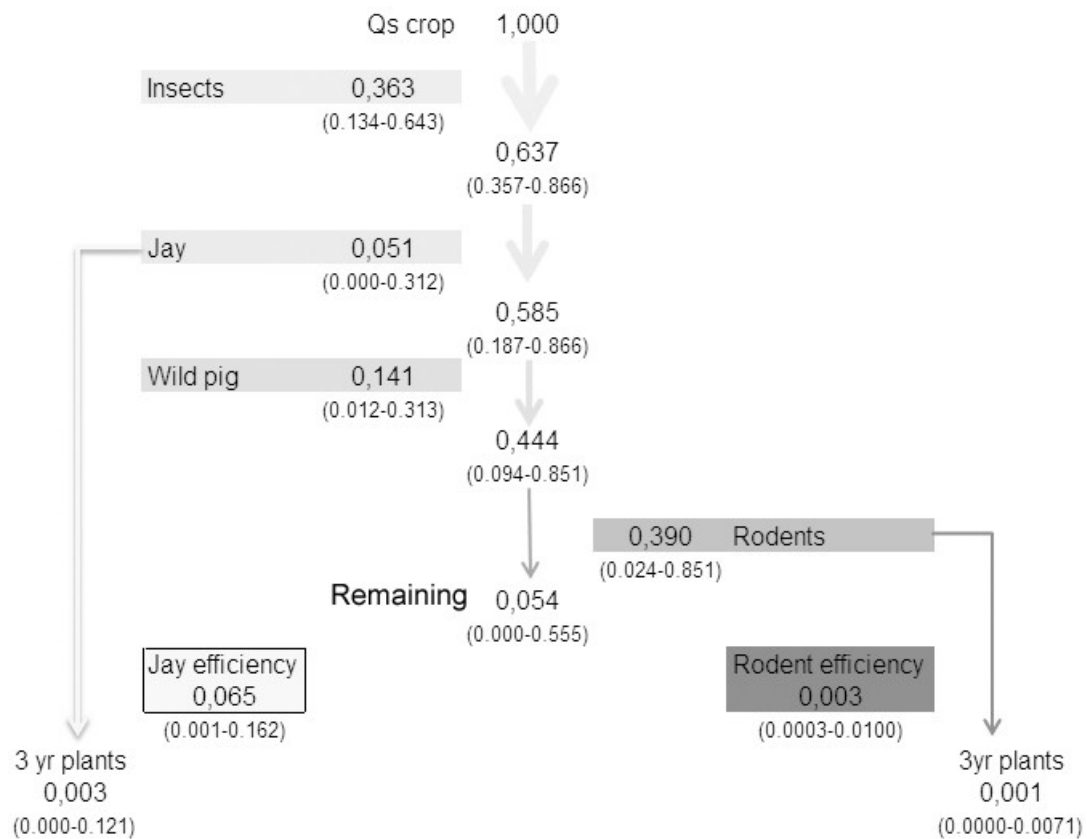 Qs crop 1,000
Insects 0,363
(0.134-0.643)
0,637
(0.357-0.866)
Jay 0,051
(0.000-0.312)
0,585
(0.187-0.866)
Wild pig 0,141
(0.012-0.313)
0,444
(0.094-0.851)
0,390 Rodents
(0.024-0.851)
Remaining 0,054
(0.000-0.555)
Jay efficiency
0,065
(0.001-0.162)
Rodent efficiency
0,003
(0.0003-0.0100)
3 yr plants
0,003
(0.000-0.121)
3yr plants
0,001
(0.0000-0.0071)